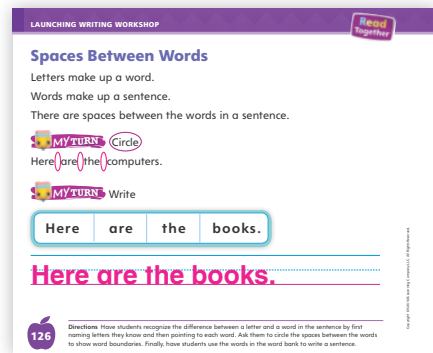 LAUNCHING WRITING WORKSHOP
Read
Together
Spaces Between Words
Letters make up a word.
Words make up a sentence.
There are spaces between the words in a sentence.
MY TURN Circle
Here are the computers.
MY TURN Write
Here are the books.
Here are the books.
126
Directions Have students recognize the difference between a letter and a word in the sentence by first
naming letters they know and then pointing to each word. Ask them to circle the spaces between the words
to show word boundaries. Finally, have students use the words in the word bank to write a sentence.